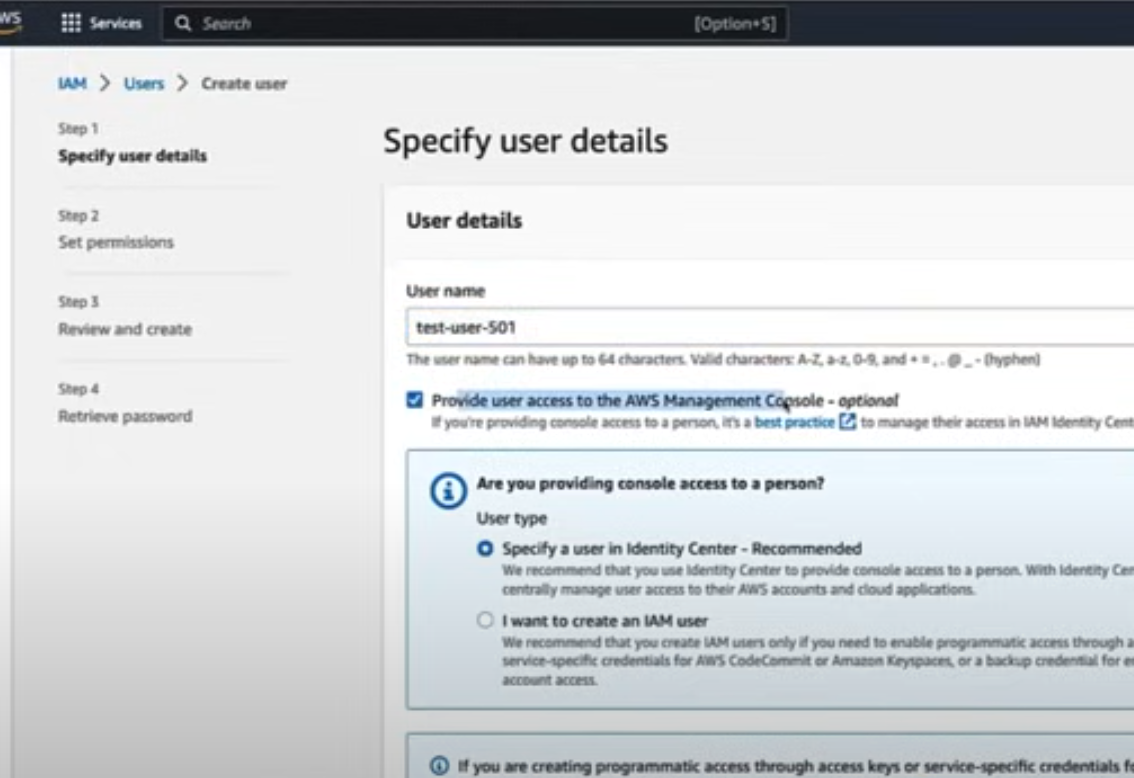 Services
Search
[Option+S]
IAM > Users > Create user
Step 1
Specify user details
Step 2
Set permissions
Step 3
Review and create
Step 4
Retrieve password
Specify user details
User details
User name
test-user-501
The user name can have up to 64 characters. Valid characters: A-Z, a-z, 0-9, and + = , . @ _ - (hyphen)
Provide user access to the AWS Management Console - optional
If you're providing console access to a person, it's a best practice to manage their access in IAM Identity
Are you providing console access to a person?
User type
Specify a user in Identity Center - Recommended
We recommend that you use Identity Center to provide console access to a person. With Identity
centrally manage user access to their AWS accounts and cloud applications.
I want to create an IAM user
We recommend that you create IAM users only if you need to enable programmatic access through
service-specific credentials for AWS CodeCommit or Amazon Keyspaces, or a backup credential for
account access.
If you are creating programmatic access through access keys or service-specific credentials